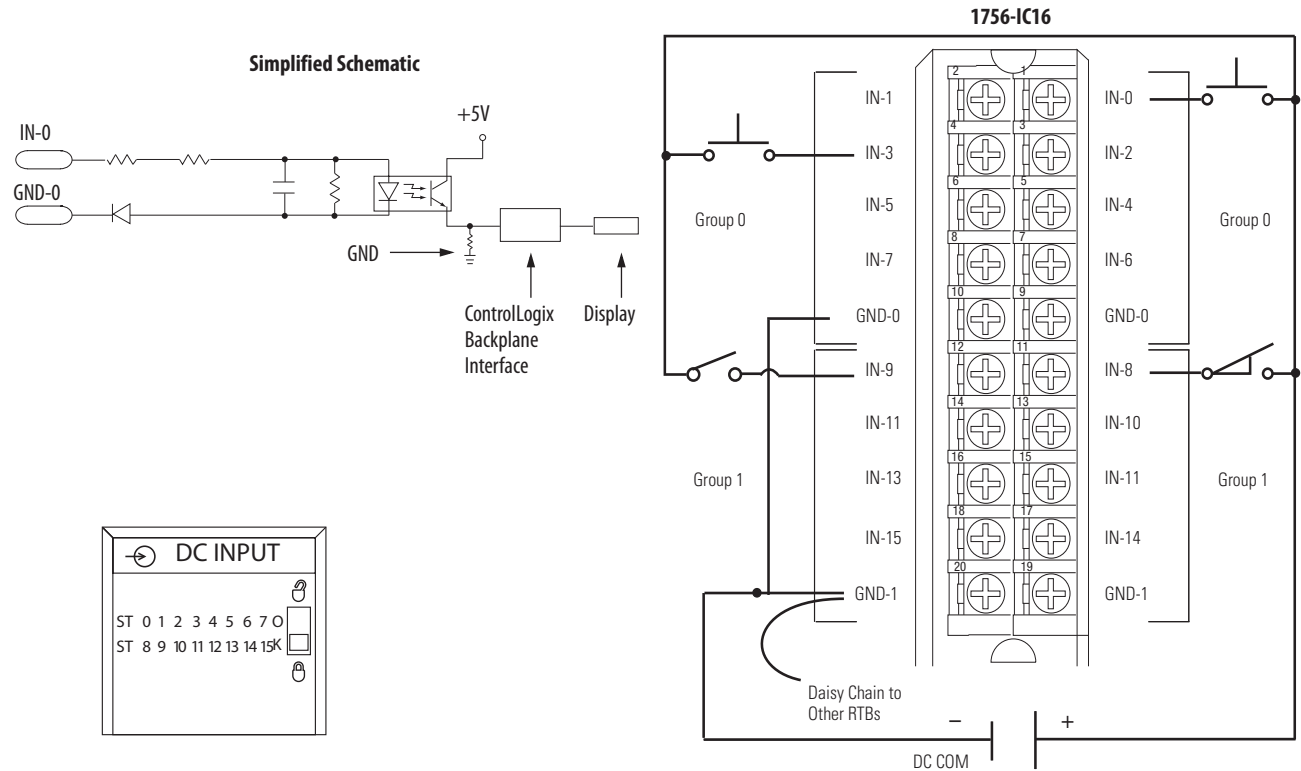 1756-IC16
Simplified Schematic
+5V
IN-0
GND-0
GND
ControlLogix
Backplane
Interface
Display
IN-1
2
1
IN-0
IN-3
4
3
IN-2
IN-5
6
5
IN-4
Group 0
Group 0
IN-7
8
7
IN-6
GND-0
10
9
GND-0
IN-9
12
11
IN-8
IN-11
14
13
IN-10
IN-13
16
15
IN-11
Group 1
Group 1
IN-15
18
17
IN-14
GND-1
20
19
GND-1
Daisy Chain to
Other RTBs
– +
DC COM
DC INPUT
ST 0 1 2 3 4 5 6 7 O
ST 8 9 10 11 12 13 14 15 K